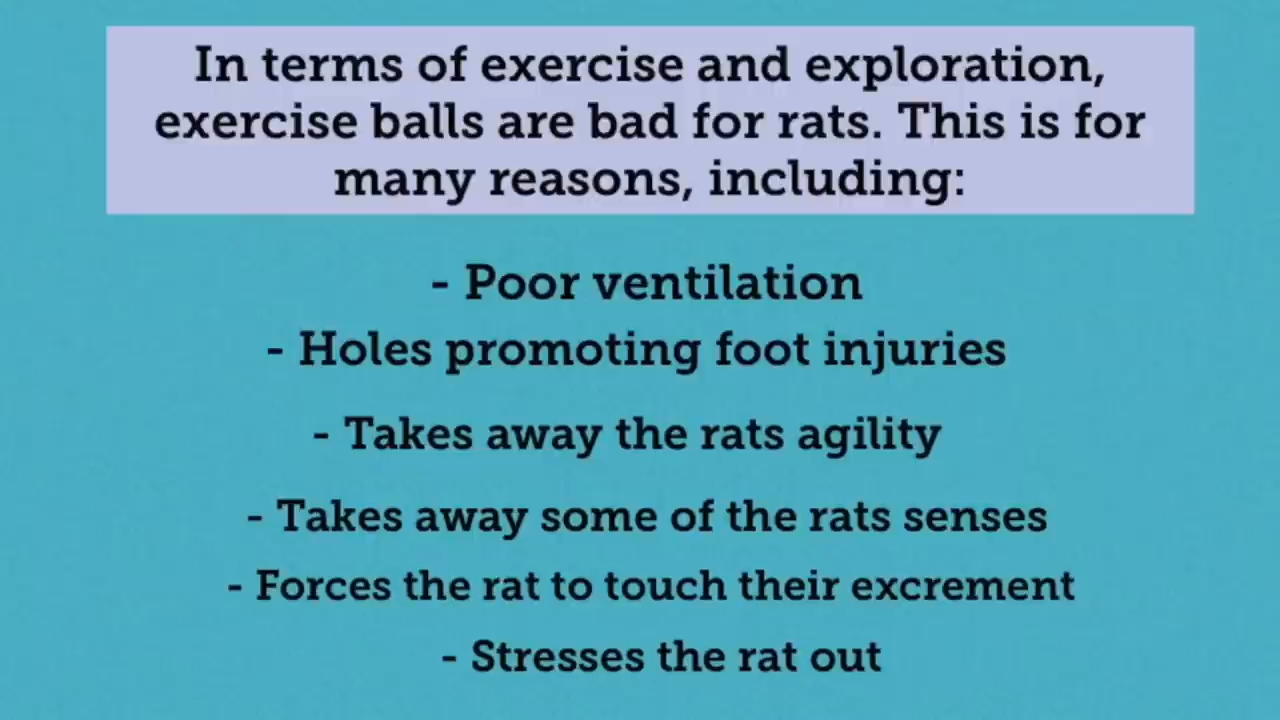 In terms of exercise and exploration,
exercise balls are bad for rats. This is for
many reasons, including:
- Poor ventilation
- Holes promoting foot injuries
- Takes away the rats agility
- Takes away some of the rats senses
- Forces the rat to touch their excrement
- Stresses the rat out